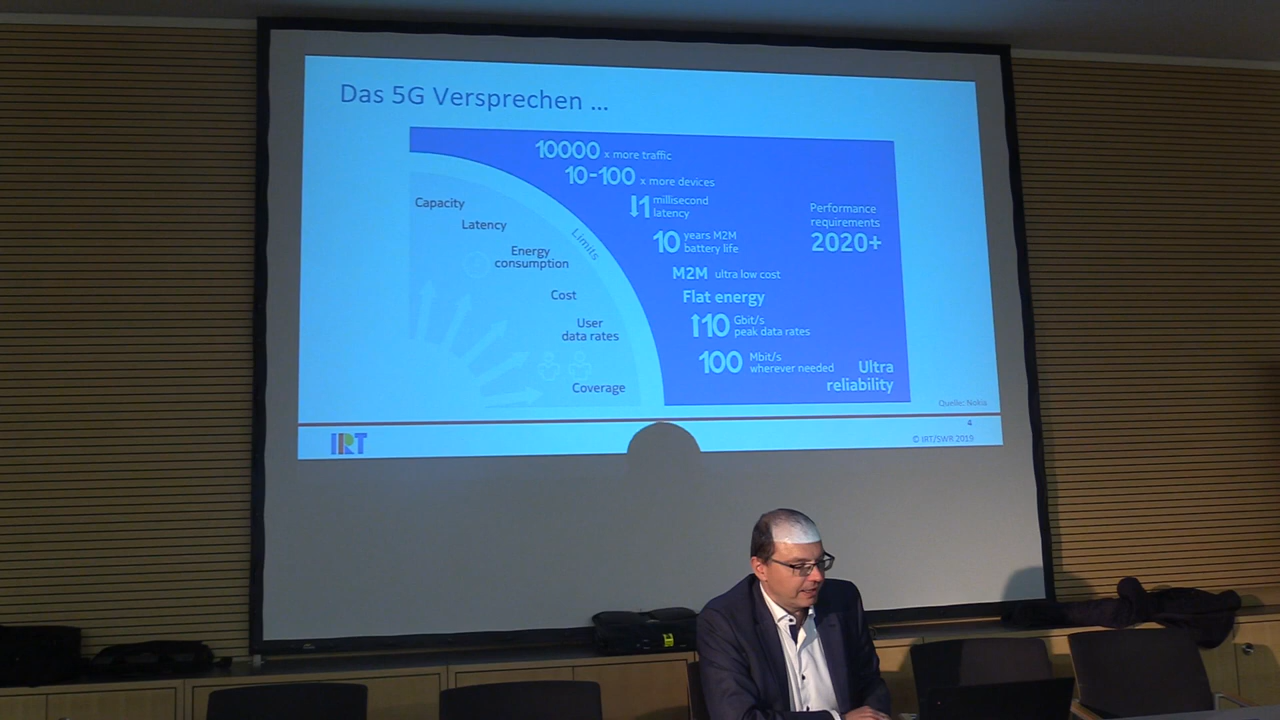 Das 5G Versprechen ...
10000 x more traffic
10-100 x more devices
1 millisecond
latency
10 years M2M
battery life
M2M ultra low cost
Flat energy
10 Gbit/s
peak data rates
100 Mbit/s
wherever needed
Ultra
reliability
Performance
requirements
2020+
Capacity
Latency
Energy
consumption
Cost
User
data rates
Coverage
Limits
Quelle: Nokia
4
IRT
© IRT/SWR 2019